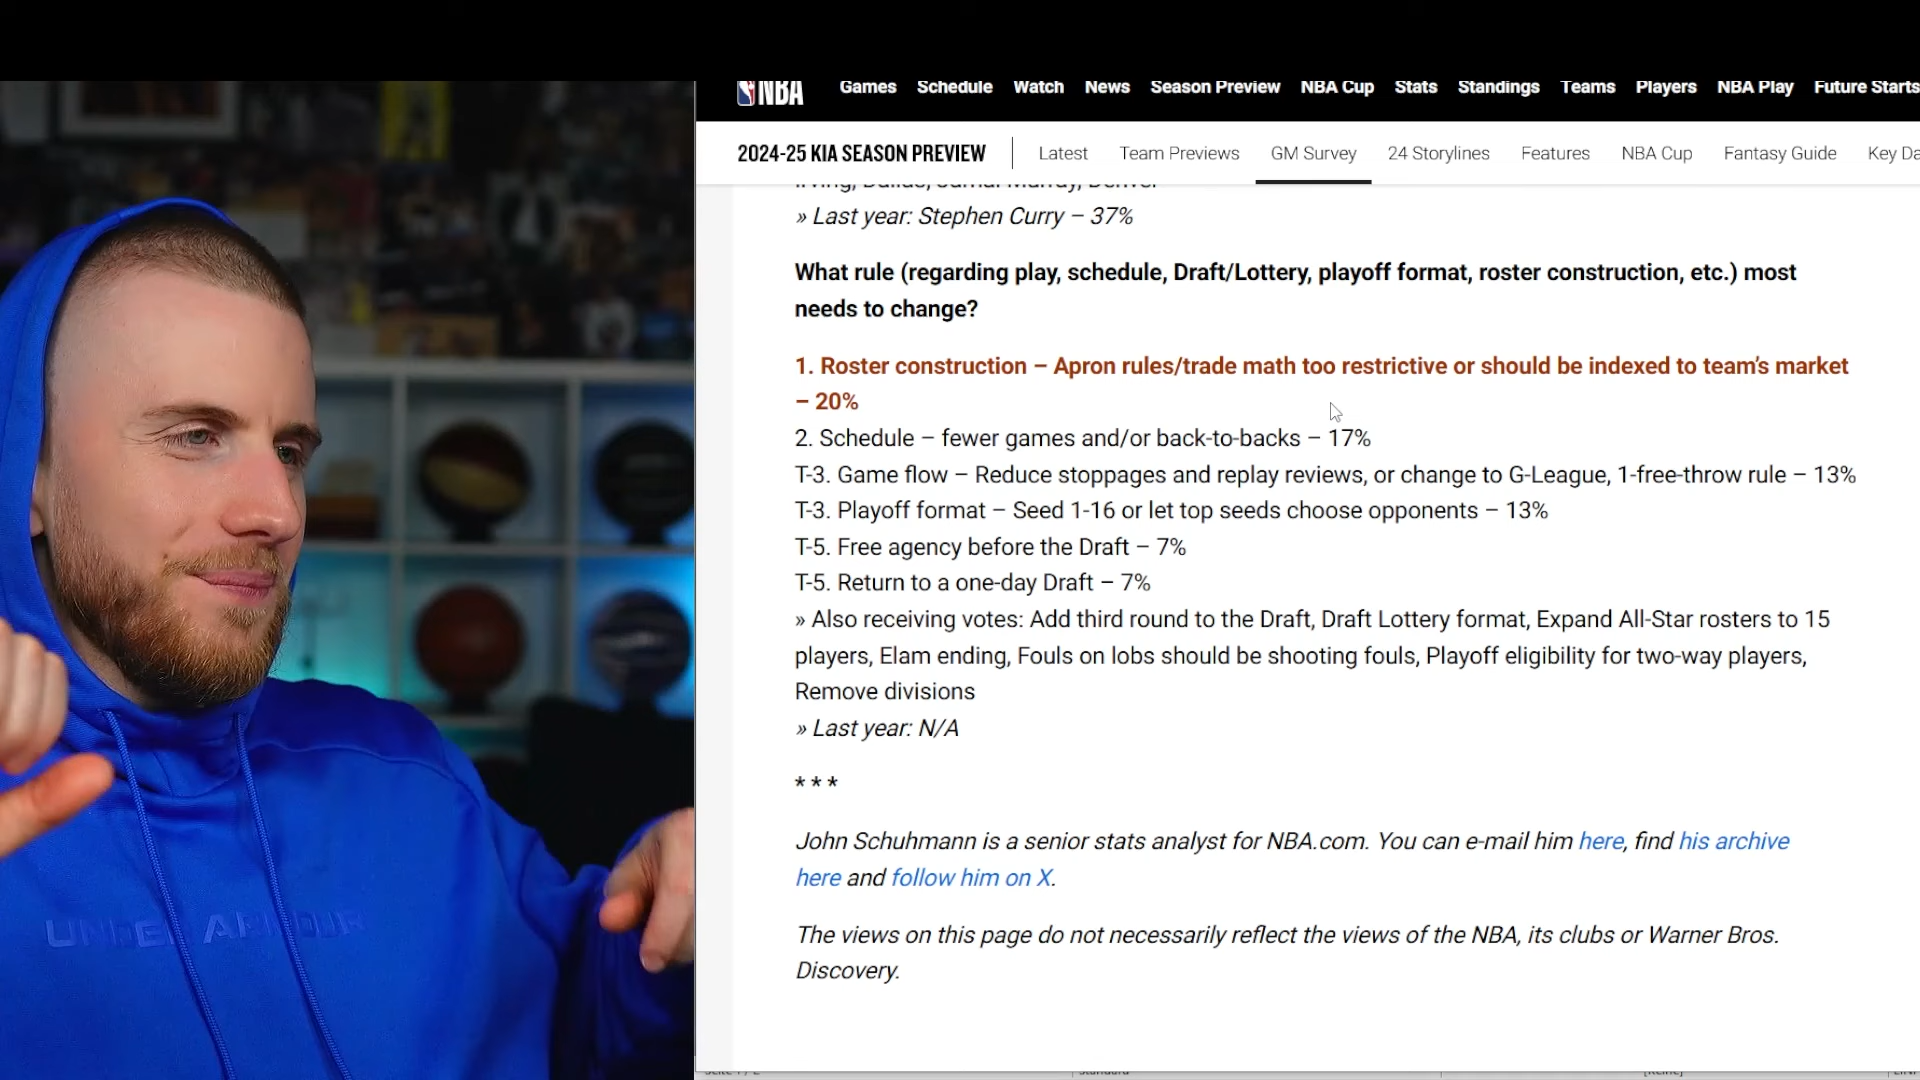 NBA Games Schedule Watch News Season Preview NBA Cup Stats Standings Teams Players NBA Play Future Starts
2024-25 KIA SEASON PREVIEW Latest Team Previews GM Survey 24 Storylines Features NBA Cup Fantasy Guide Key Da
Irving, Dallas; Jamal Murray, Denver
» Last year: Stephen Curry – 37%
What rule (regarding play, schedule, Draft/Lottery, playoff format, roster construction, etc.) most
needs to change?
1. Roster construction – Apron rules/trade math too restrictive or should be indexed to team’s market
– 20%
2. Schedule – fewer games and/or back-to-backs – 17%
T-3. Game flow – Reduce stoppages and replay reviews, or change to G-League, 1-free-throw rule – 13%
T-3. Playoff format – Seed 1-16 or let top seeds choose opponents – 13%
T-5. Free agency before the Draft – 7%
T-5. Return to a one-day Draft – 7%
» Also receiving votes: Add third round to the Draft, Draft Lottery format, Expand All-Star rosters to 15
players, Elam ending, Fouls on lobs should be shooting fouls, Playoff eligibility for two-way players,
Remove divisions
» Last year: N/A
* * *
John Schuhmann is a senior stats analyst for NBA.com. You can e-mail him here, find his archive
here and follow him on X.
The views on this page do not necessarily reflect the views of the NBA, its clubs or Warner Bros.
Discovery.
UNDER ARMOUR